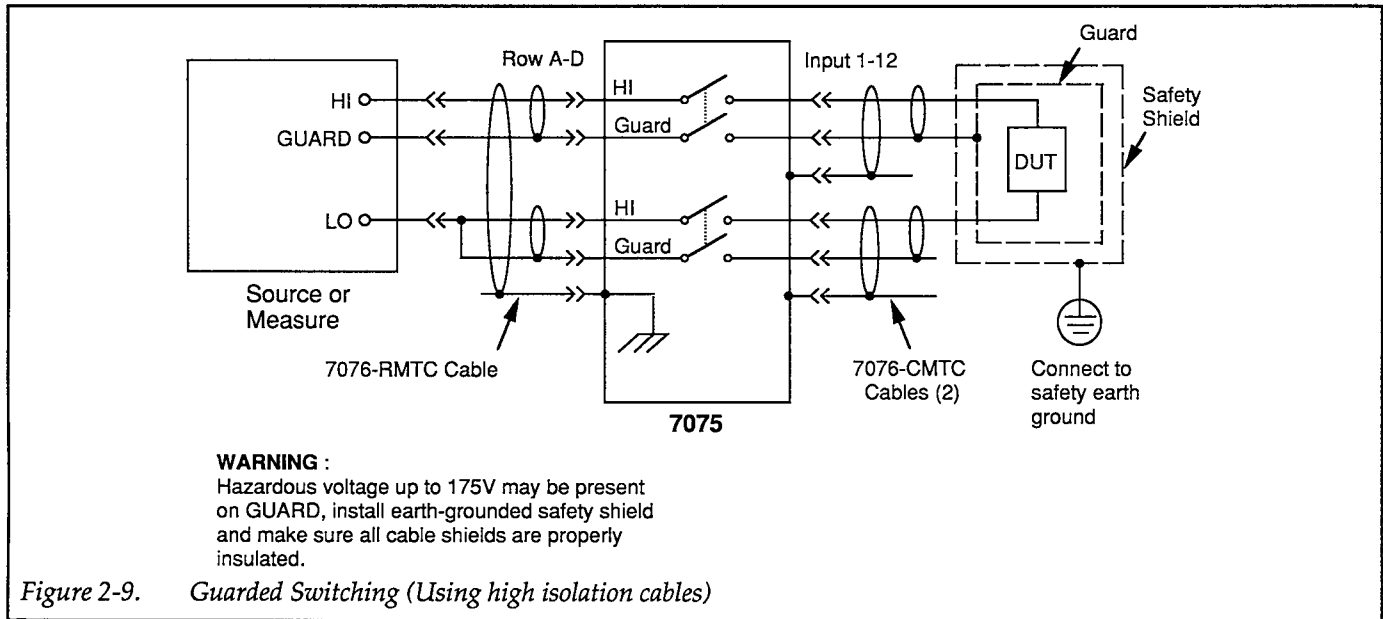 Guard
Row A-D
Input 1-12
Safety
Shield
HI
HI
GUARD
Guard
DUT
LO
HI
Guard
Source or
Measure
7076-RMTC Cable
7076-CMTC
Cables (2)
Connect to
safety earth
ground
7075
WARNING :
Hazardous voltage up to 175V may be present
on GUARD, install earth-grounded safety shield
and make sure all cable shields are properly
insulated.
Figure 2-9. Guarded Switching (Using high isolation cables)